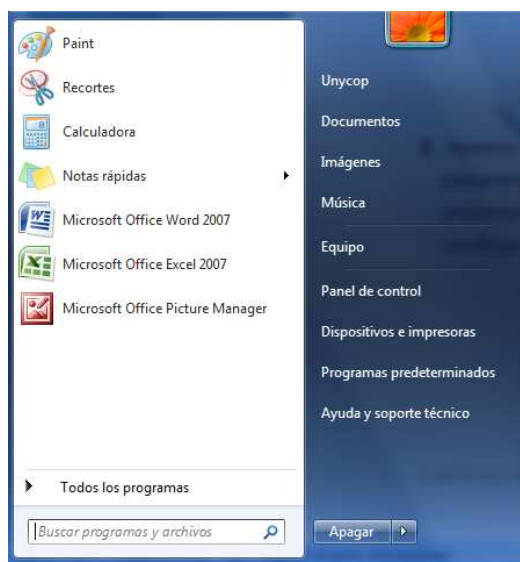 Paint
Recortes
Calculadora
Notas rápidas
Microsoft Office Word 2007
Microsoft Office Excel 2007
Microsoft Office Picture Manager
Todos los programas
Buscar programas y archivos
Unycop
Documentos
Imágenes
Música
Equipo
Panel de control
Dispositivos e impresoras
Programas predeterminados
Ayuda y soporte técnico
Apagar